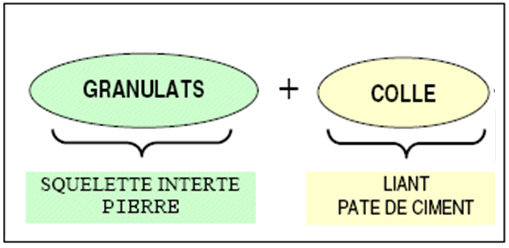 GRANULATS + COLLE
SQUELETTE INTERTE
PIERRE
LIANT
PATE DE CIMENT